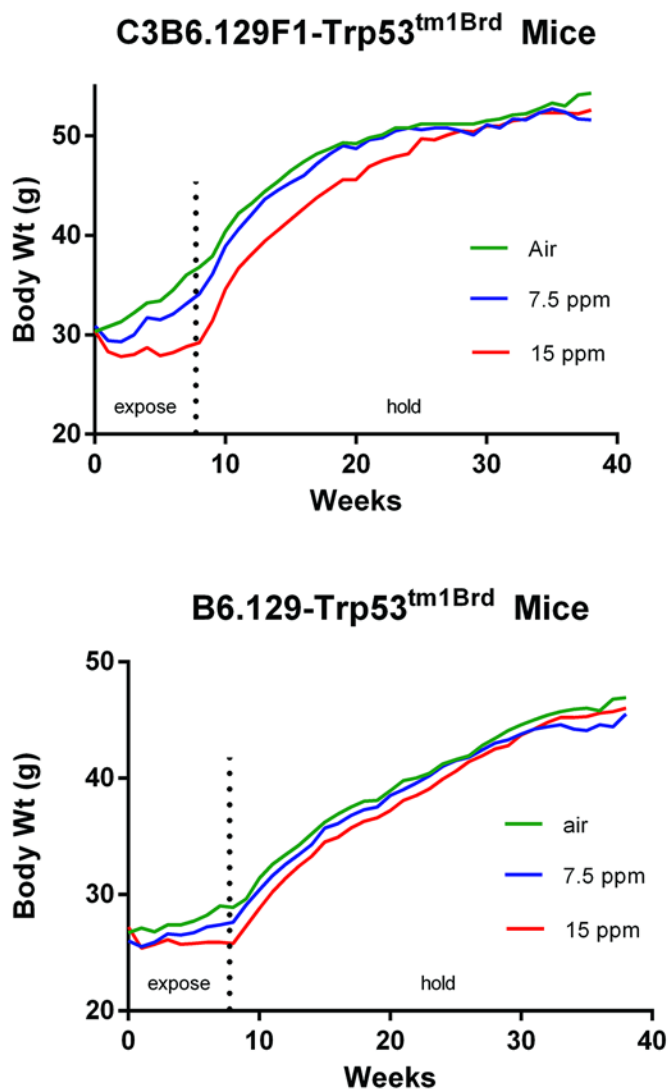 C3B6.129F1-Trp53tm1Brd Mice
Body Wt (g)
50
40
30
20
Air
7.5 ppm
15 ppm
expose
hold
0
10
20
30
40
Weeks
B6.129-Trp53tm1Brd Mice
Body Wt (g)
50
40
30
20
air
7.5 ppm
15 ppm
expose
hold
0
10
20
30
40
Weeks